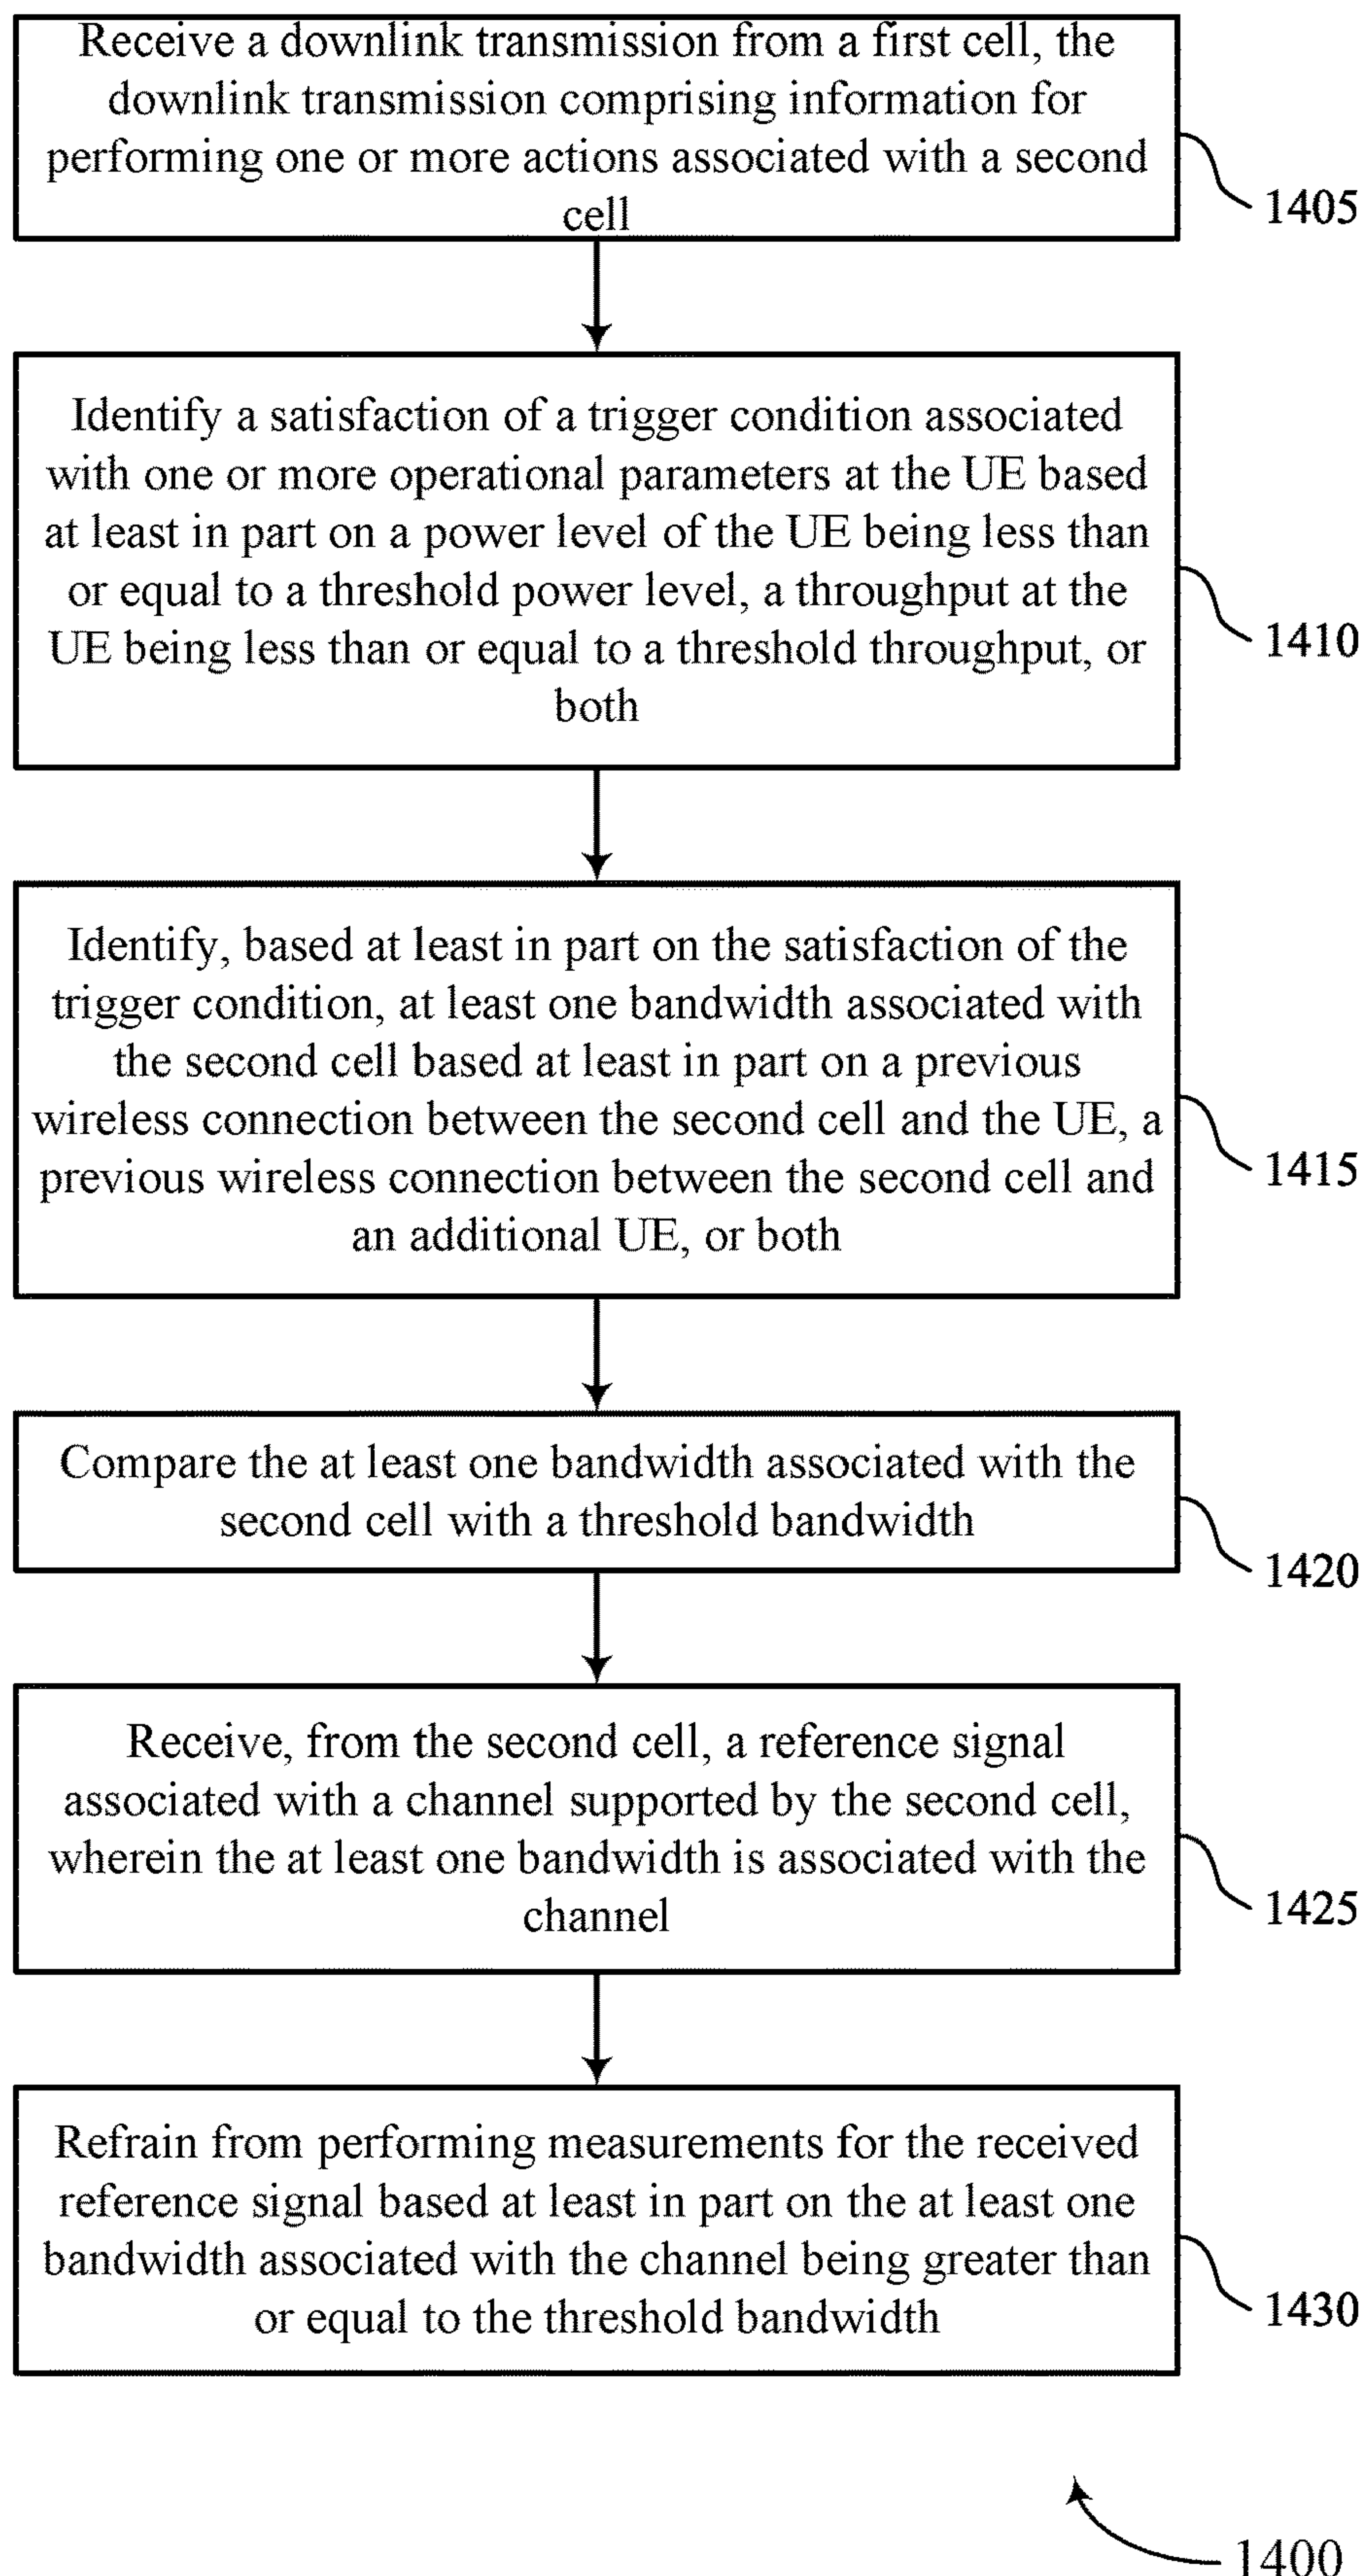 Receive a downlink transmission from a first cell, the
downlink transmission comprising information for
performing one or more actions associated with a second
cell
1405
Identify a satisfaction of a trigger condition associated
with one or more operational parameters at the UE based
at least in part on a power level of the UE being less than
or equal to a threshold power level, a throughput at the
UE being less than or equal to a threshold throughput, or
both
1410
Identify, based at least in part on the satisfaction of the
trigger condition, at least one bandwidth associated with
the second cell based at least in part on a previous
wireless connection between the second cell and the UE, a
previous wireless connection between the second cell and
an additional UE, or both
1415
Compare the at least one bandwidth associated with the
second cell with a threshold bandwidth
1420
Receive, from the second cell, a reference signal
associated with a channel supported by the second cell,
wherein the at least one bandwidth is associated with the
channel
1425
Refrain from performing measurements for the received
reference signal based at least in part on the at least one
bandwidth associated with the channel being greater than
or equal to the threshold bandwidth
1430
1400